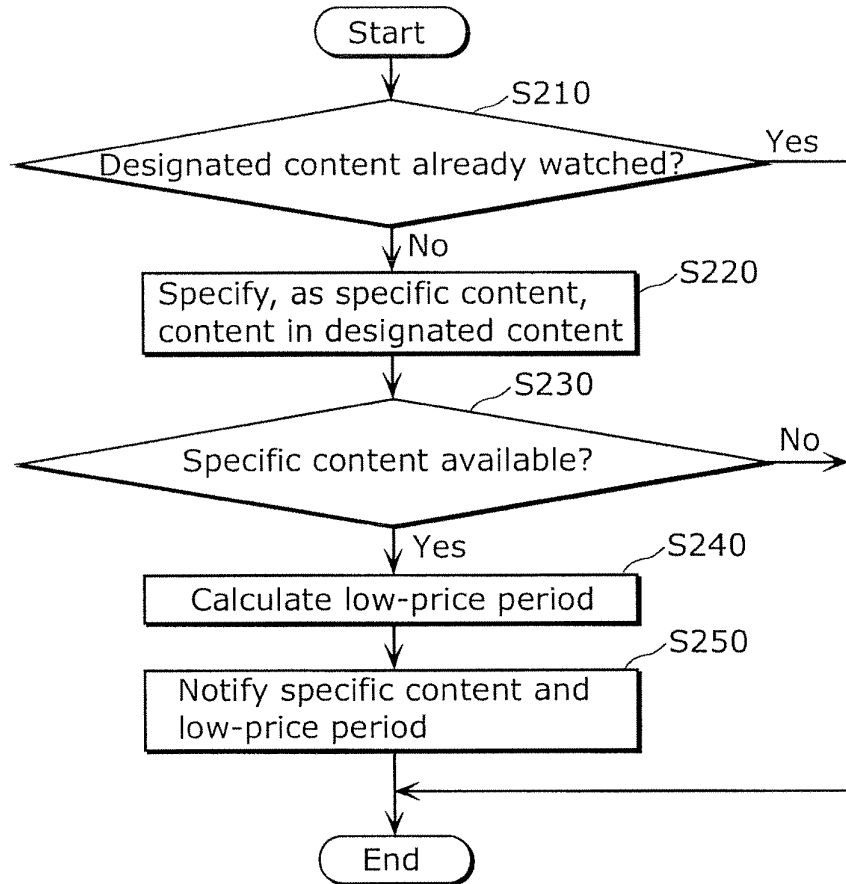 Start
S210
Designated content already watched?
Yes
No
S220
Specify, as specific content,
content in designated content
S230
Specific content available?
No
Yes
S240
Calculate low-price period
S250
Notify specific content and
low-price period
End